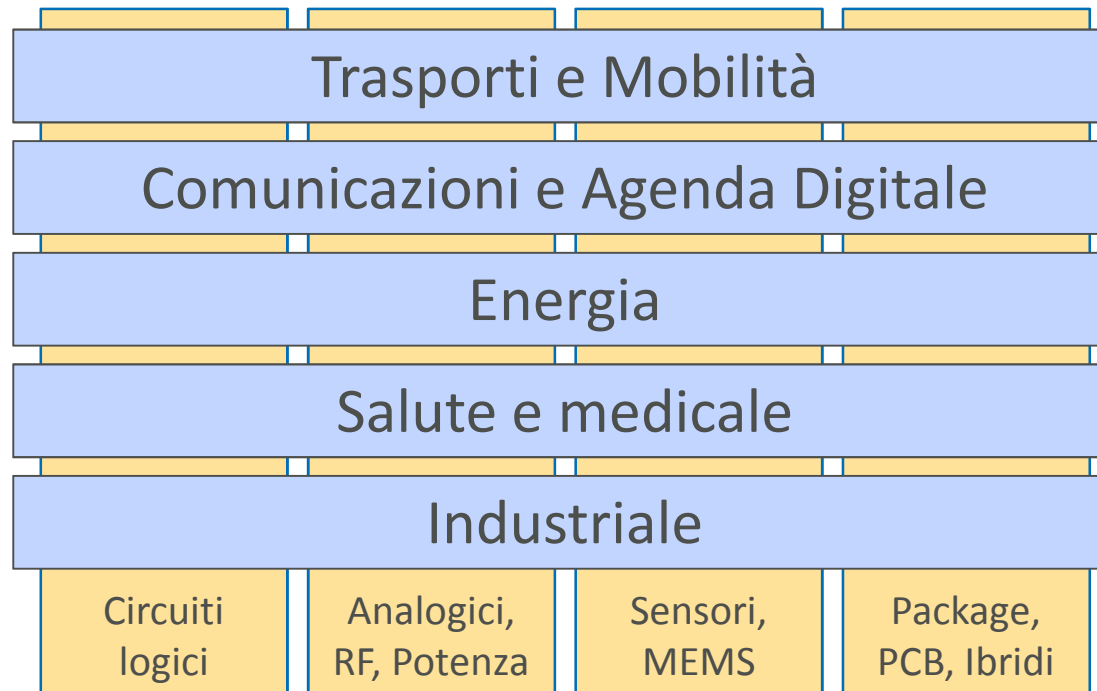 Trasporti e Mobilità
Comunicazioni e Agenda Digitale
Energia
Salute e medicale
Industriale
Circuiti
logici
Analogici,
RF, Potenza
Sensori,
MEMS
Package,
PCB, Ibridi